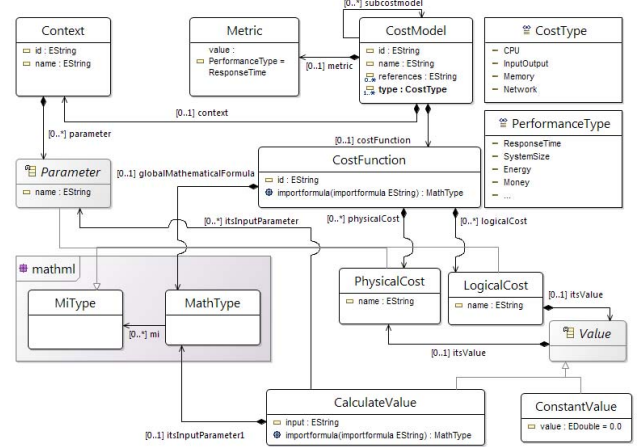 [0..*] subcostmodel
Context
id : EString
name : EString
Metric
value :
PerformanceType =
ResponseTime
CostModel
id : EString
name : EString
0..* references : EString
1..* type : CostType
CostType
CPU
InputOutput
Memory
Network
[0..1] metric
[0..1] context
[0..*] parameter
[0..1] costFunction
PerformanceType
ResponseTime
SystemSize
Energy
Money
...
Parameter
name : EString
[0..1] globalMathematicalFormula
CostFunction
id : EString
importformula(importformula EString) : MathType
[0..*] itsInputParameter
[0..*] physicalCost
[0..*] logicalCost
mathml
MiType
MathType
[0..*] mi
PhysicalCost
name : EString
LogicalCost
name : EString
[0..1] itsValue
Value
[0..1] itsValue
CalculateValue
input : EString
importformula(importformula EString) : MathType
[0..1] itsInputParameter1
ConstantValue
value : EDouble = 0.0